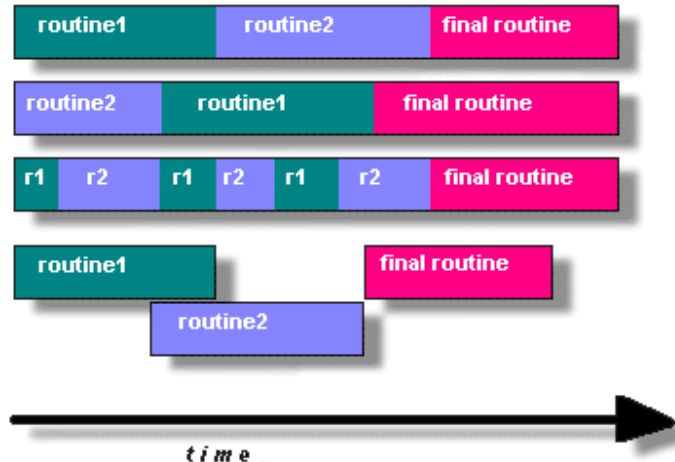 routine1 routine2 final routine
routine2 routine1 final routine
r1 r2 r1 r2 r1 r2 final routine
routine1 final routine
routine2
time